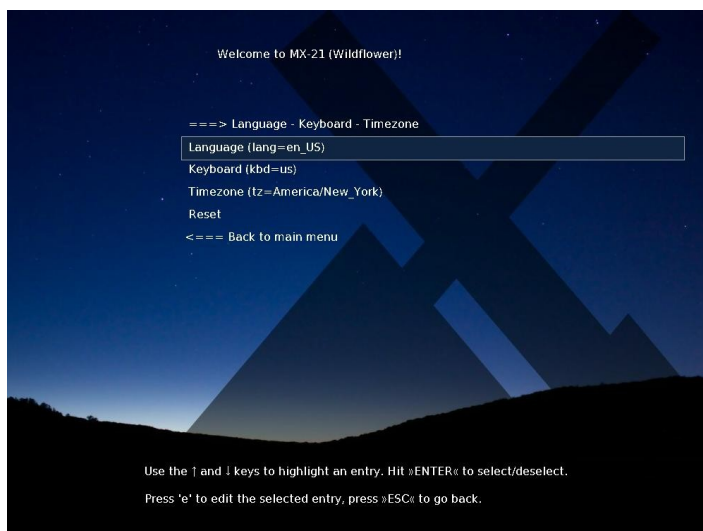 Welcome to MX-21 (Wildflower)!
===> Language - Keyboard - Timezone
Language (lang=en_US)
Keyboard (kbd=us)
Timezone (tz=America/New_York)
Reset
<=== Back to main menu
Use the ↑ and ↓ keys to highlight an entry. Hit »ENTER« to select/deselect.
Press 'e' to edit the selected entry, press »ESC« to go back.